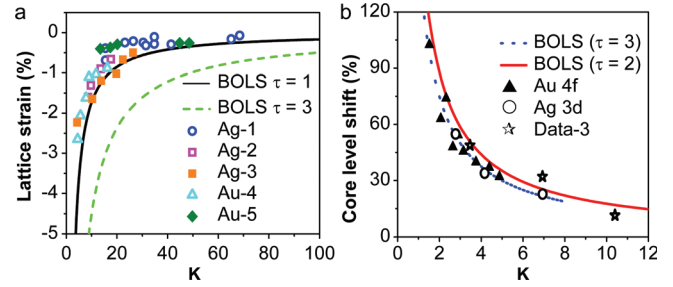 a
0
-1
-2
-3
-4
-5
Lattice strain (%)
BOLS τ = 1
BOLS τ = 3
Ag-1
Ag-2
Ag-3
Au-4
Au-5
0 20 40 60 80 100
K
b
120
90
60
30
0
Core level shift (%)
BOLS (τ = 3)
BOLS (τ = 2)
Au 4f
Ag 3d
Data-3
0 2 4 6 8 10 12
K